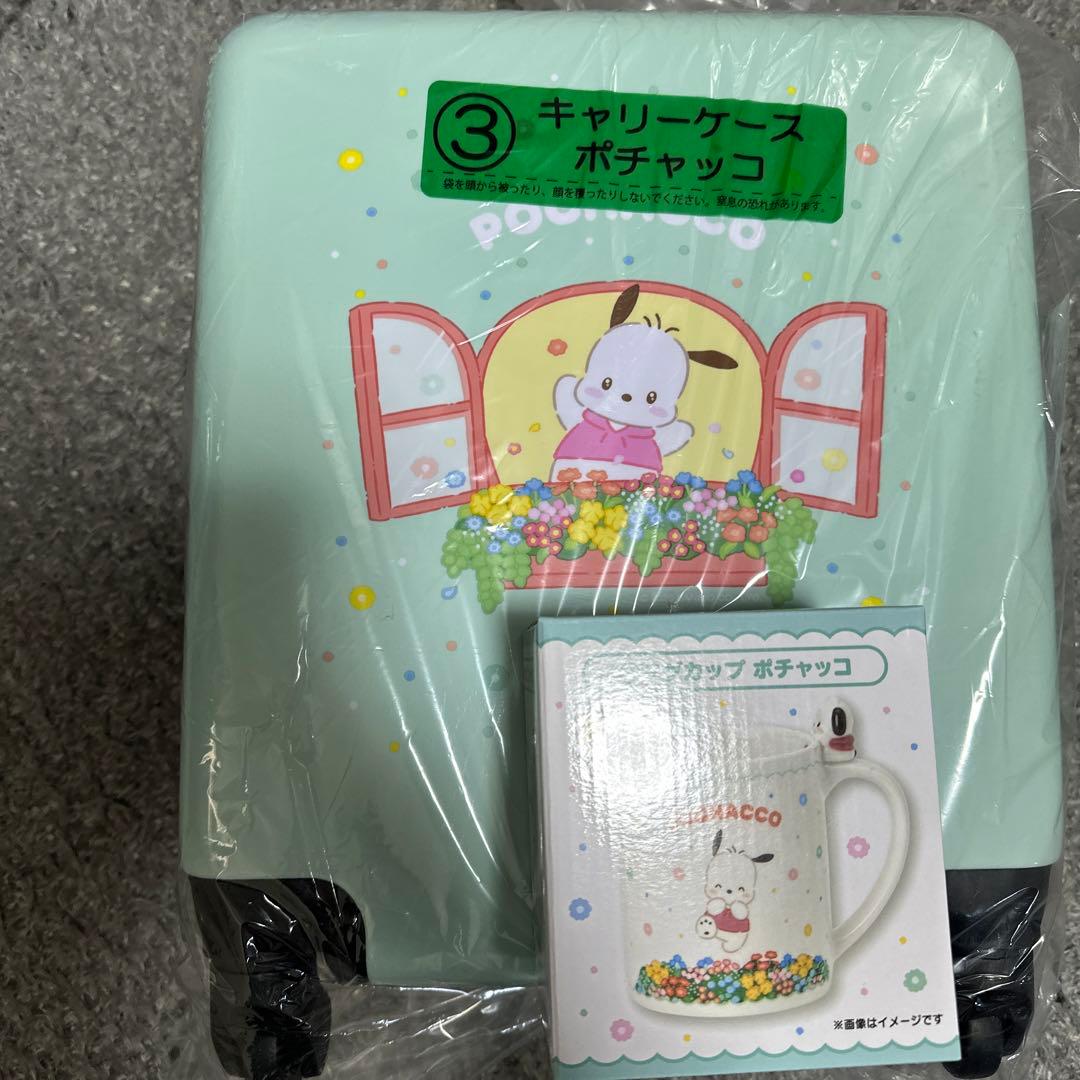 ③ キャリーケース
ポチャッコ
袋を頭から被ったり、顔を覆ったりしないでください。窒息の恐れがあります。
POCHACCO
グカップ ポチャッコ
CHACCO
※画像はイメージです